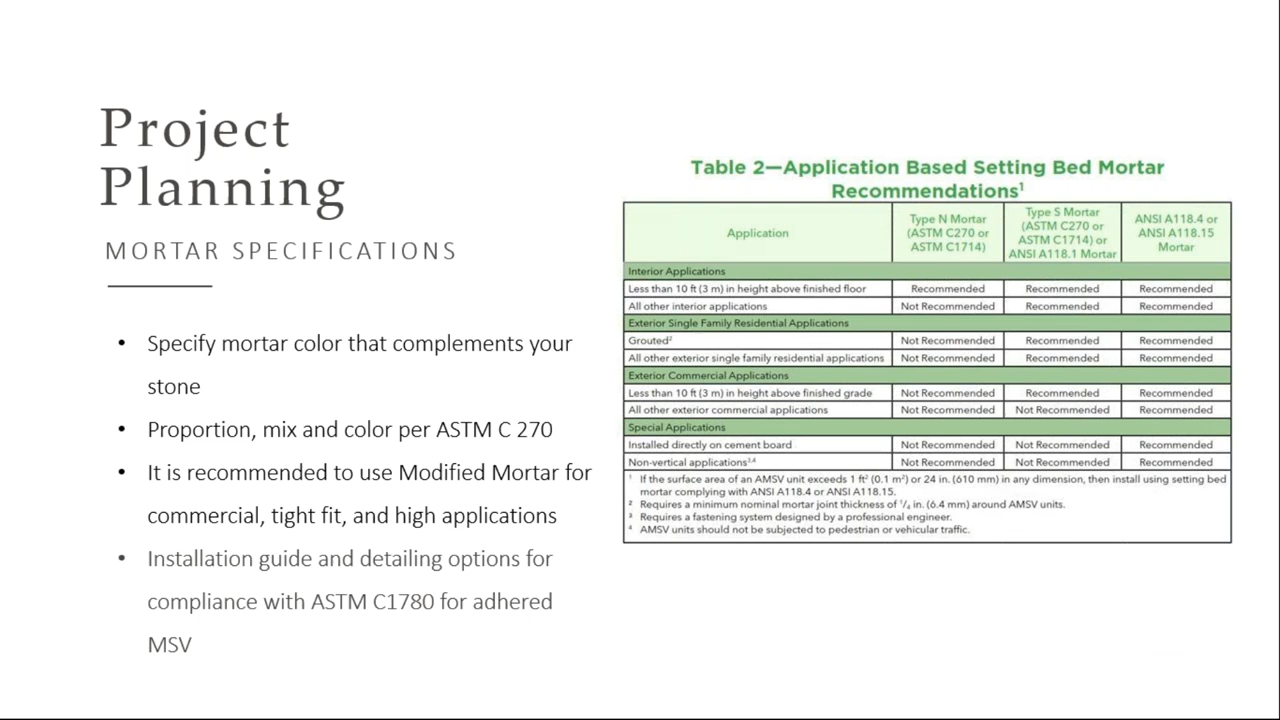 Project
Planning
MORTAR SPECIFICATIONS
• Specify mortar color that complements your
stone
• Proportion, mix and color per ASTM C 270
• It is recommended to use Modified Mortar for
commercial, tight fit, and high applications
• Installation guide and detailing options for
compliance with ASTM C1780 for adhered
MSV
Table 2—Application Based Setting Bed Mortar
Recommendations¹
Application | Type N Mortar (ASTM C270 or ASTM C1714) | Type S Mortar (ASTM C270 or ASTM C1714) or ANSI A118.1 Mortar | ANSI A118.4 or ANSI A118.15 Mortar
Interior Applications
Less than 10 ft (3 m) in height above finished floor | Recommended | Recommended | Recommended
All other interior applications | Not Recommended | Recommended | Recommended
Exterior Single Family Residential Applications
Grouted² | Not Recommended | Recommended | Recommended
All other exterior single family residential applications | Not Recommended | Recommended | Recommended
Exterior Commercial Applications
Less than 10 ft (3 m) in height above finished grade | Not Recommended | Recommended | Recommended
All other exterior commercial applications | Not Recommended | Not Recommended | Recommended
Special Applications
Installed directly on cement board | Not Recommended | Not Recommended | Recommended
Non-vertical applications³,⁴ | Not Recommended | Not Recommended | Recommended
¹ If the surface area of an AMSV unit exceeds 1 ft² (0.1 m²) or 24 in. (610 mm) in any dimension, then install using setting bed
mortar complying with ANSI A118.4 or ANSI A118.15.
² Requires a minimum nominal mortar joint thickness of ¹/₄ in. (6.4 mm) around AMSV units.
³ Requires a fastening system designed by a professional engineer.
⁴ AMSV units should not be subjected to pedestrian or vehicular traffic.